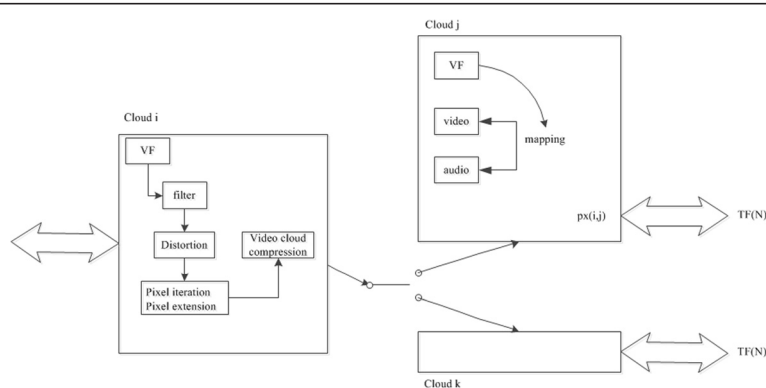 Cloud i
VF
filter
Distortion
Pixel iteration
Pixel extension
Video cloud
compression
Cloud j
VF
video
audio
mapping
px(i,j)
TF(N)
Cloud k
TF(N)